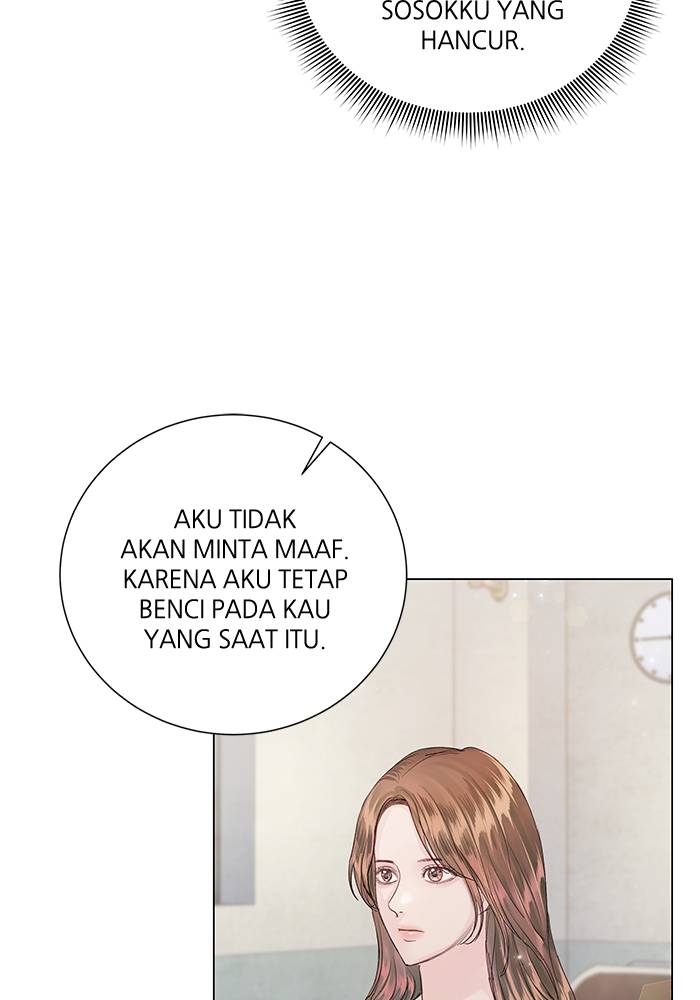 SOSOKKU YANG
HANCUR.
AKU TIDAK
AKAN MINTA MAAF.
KARENA AKU TETAP
BENCI PADA KAU
YANG SAAT ITU.